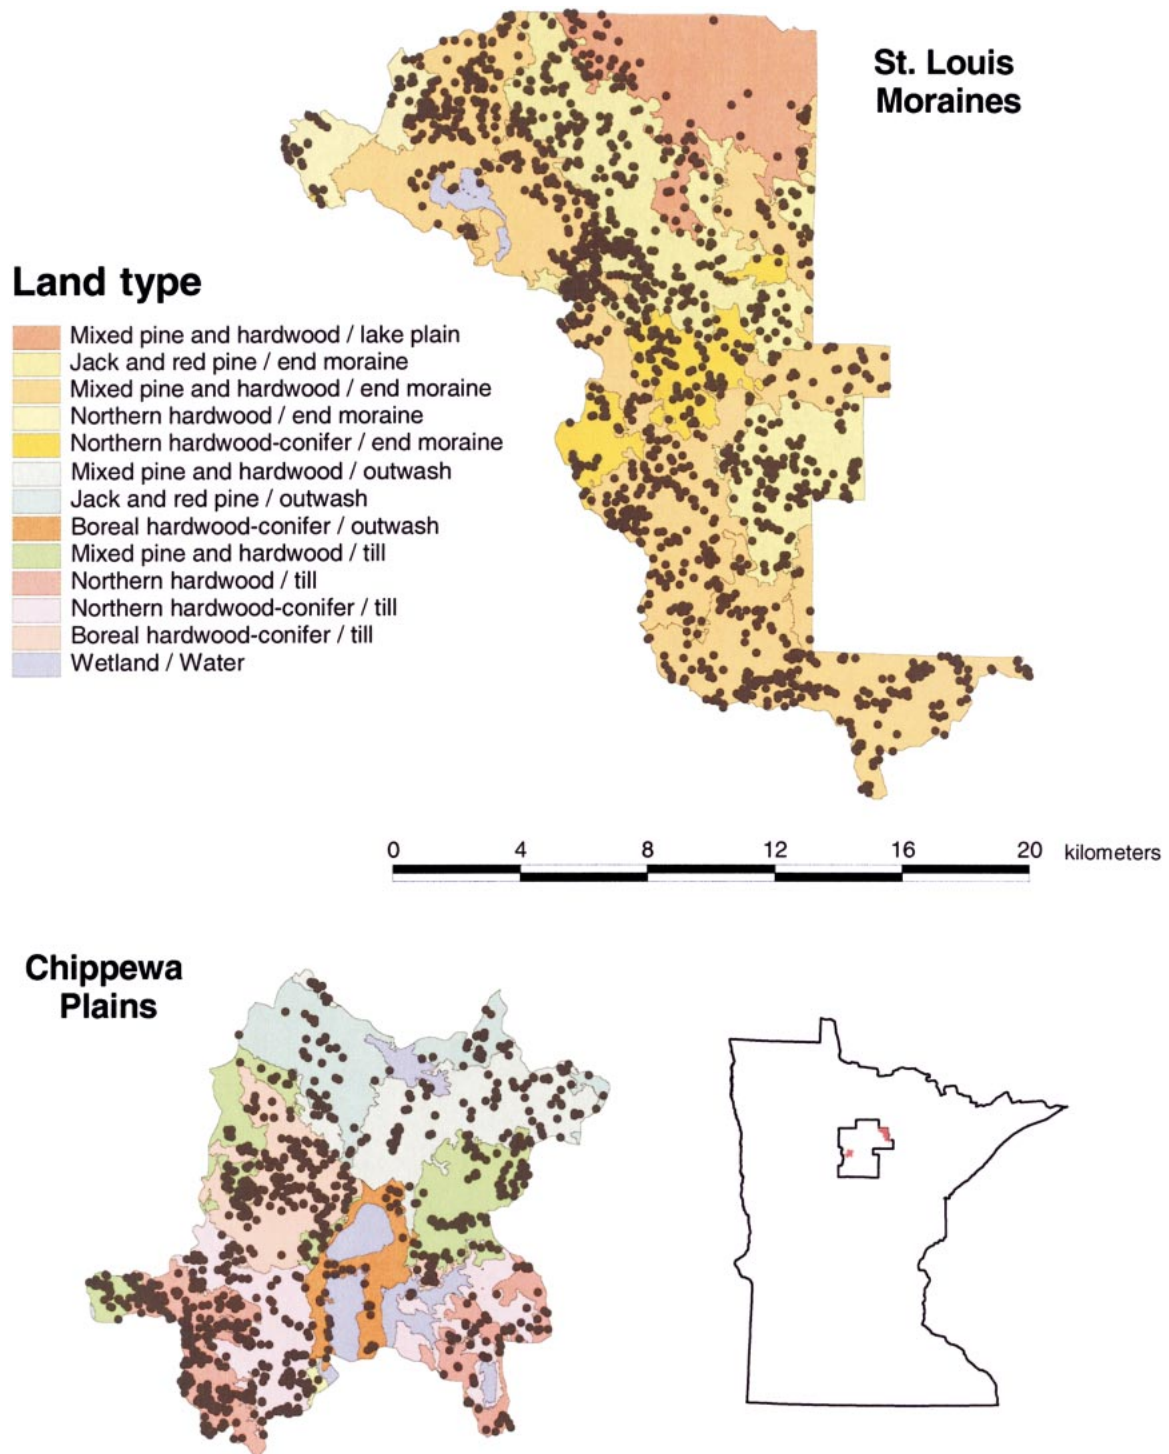 St. Louis
Moraines
Land type
Mixed pine and hardwood / lake plain
Jack and red pine / end moraine
Mixed pine and hardwood / end moraine
Northern hardwood / end moraine
Northern hardwood-conifer / end moraine
Mixed pine and hardwood / outwash
Jack and red pine / outwash
Boreal hardwood-conifer / outwash
Mixed pine and hardwood / till
Northern hardwood / till
Northern hardwood-conifer / till
Boreal hardwood-conifer / till
Wetland / Water
0 4 8 12 16 20 kilometers
Chippewa
Plains